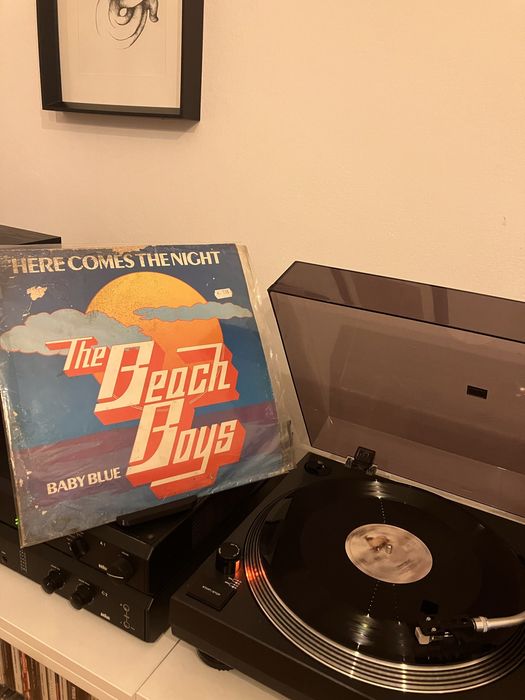 HERE COMES THE NIGHT
The
Beach
Boys
BABY BLUE